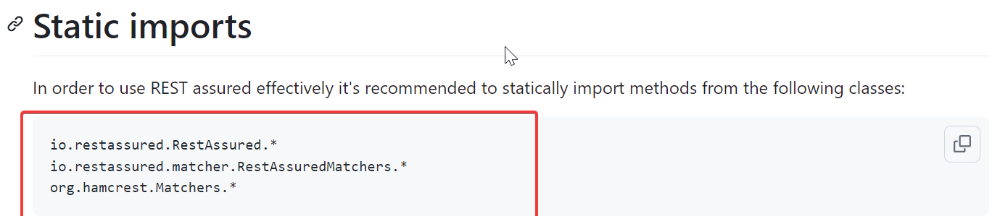 Static imports
In order to use REST assured effectively it's recommended to statically import methods from the following classes:
io.restassured.RestAssured.*
io.restassured.matcher.RestAssuredMatchers.*
org.hamcrest.Matchers.*